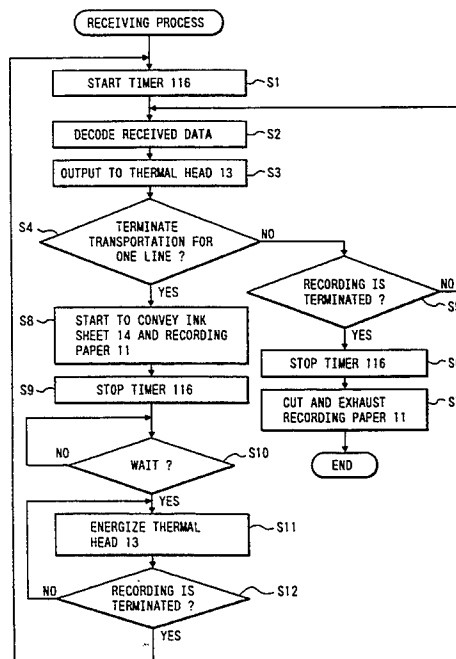 RECEIVING PROCESS
START TIMER 116
S1
DECODE RECEIVED DATA
S2
OUTPUT TO THERMAL HEAD 13
S3
S4
TERMINATE
TRANSPORTATION FOR
ONE LINE ?
NO
YES
RECORDING IS
TERMINATED ?
NO
YES
STOP TIMER 116
CUT AND EXHAUST
RECORDING PAPER 11
END
S8
START TO CONVEY INK
SHEET 14 AND RECORDING
PAPER 11
S9
STOP TIMER 116
NO
WAIT ?
S10
YES
ENERGIZE THERMAL
HEAD 13
S11
NO
RECORDING IS
TERMINATED ?
S12
YES